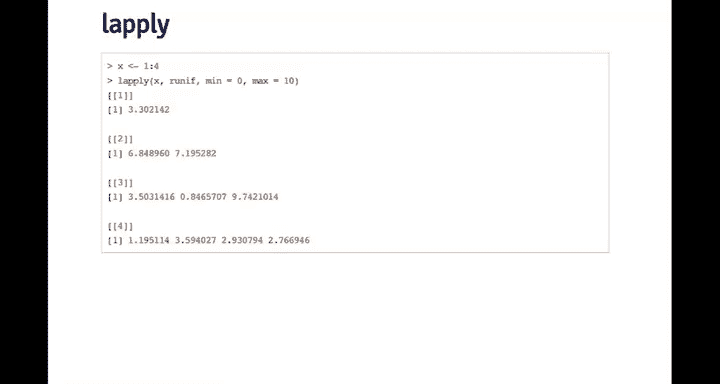 lapply
> x <- 1:4
> lapply(x, runif, min = 0, max = 10)
[[1]]
[1] 3.302142
[[2]]
[1] 6.848960 7.195282
[[3]]
[1] 3.5031416 0.8465707 9.7421014
[[4]]
[1] 1.195114 3.594027 2.930794 2.766946